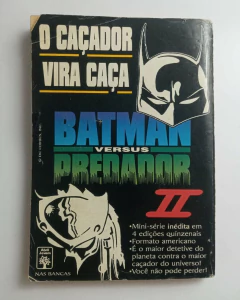 O CAÇADOR
VIRA CAÇA
BATMAN
VERSUS
PREDADOR
II
•Mini-série inédita em
4 edições quinzenais
•Formato americano
•É o maior detetive do
planeta contra o maior
caçador do universo!
•Você não pode perder!
NAS BANCAS